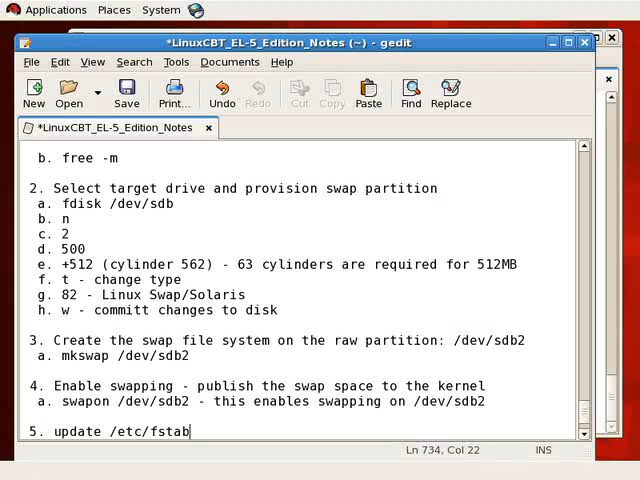 Applications Places System
*LinuxCBT_EL-5_Edition_Notes (~) - gedit
File Edit View Search Tools Documents Help
New Open Save Print... Undo Redo Cut Copy Paste Find Replace
*LinuxCBT_EL-5_Edition_Notes
b. free -m
2. Select target drive and provision swap partition
a. fdisk /dev/sdb
b. n
c. 2
d. 500
e. +512 (cylinder 562) - 63 cylinders are required for 512MB
f. t - change type
g. 82 - Linux Swap/Solaris
h. w - committ changes to disk
3. Create the swap file system on the raw partition: /dev/sdb2
a. mkswap /dev/sdb2
4. Enable swapping - publish the swap space to the kernel
a. swapon /dev/sdb2 - this enables swapping on /dev/sdb2
5. update /etc/fstab
Ln 734, Col 22 INS